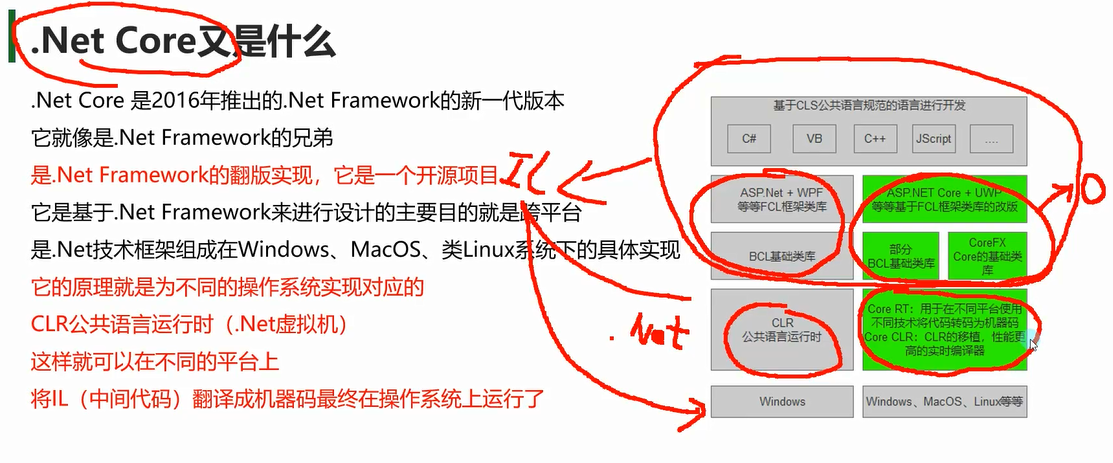 .Net Core又是什么
.Net Core 是2016年推出的.Net Framework的新一代版本
它就像是.Net Framework的兄弟
是.Net Framework的翻版实现，它是一个开源项目
它是基于.Net Framework来进行设计的主要目的就是跨平台
是.Net技术框架组成在Windows、MacOS、类Linux系统下的具体实现
它的原理就是为不同的操作系统实现对应的
CLR公共语言运行时（.Net虚拟机）
这样就可以在不同的平台上
将IL（中间代码）翻译成机器码最终在操作系统上运行了
IL
.Net
基于CLS公共语言规范的语言进行开发
C#
VB
C++
JScript
....
ASP.Net + WPF
等等FCL框架类库
ASP.NET Core + UWP
等等基于FCL框架类库的改版
BCL基础类库
部分
BCL基础类库
CoreFX
Core的基础类
库
CLR
公共语言运行时
Core RT：用于在不同平台使用
不同技术将代码转码为机器码
Core CLR：CLR的移植，性能更
高的实时编译器
Windows
Windows、MacOS、Linux等等